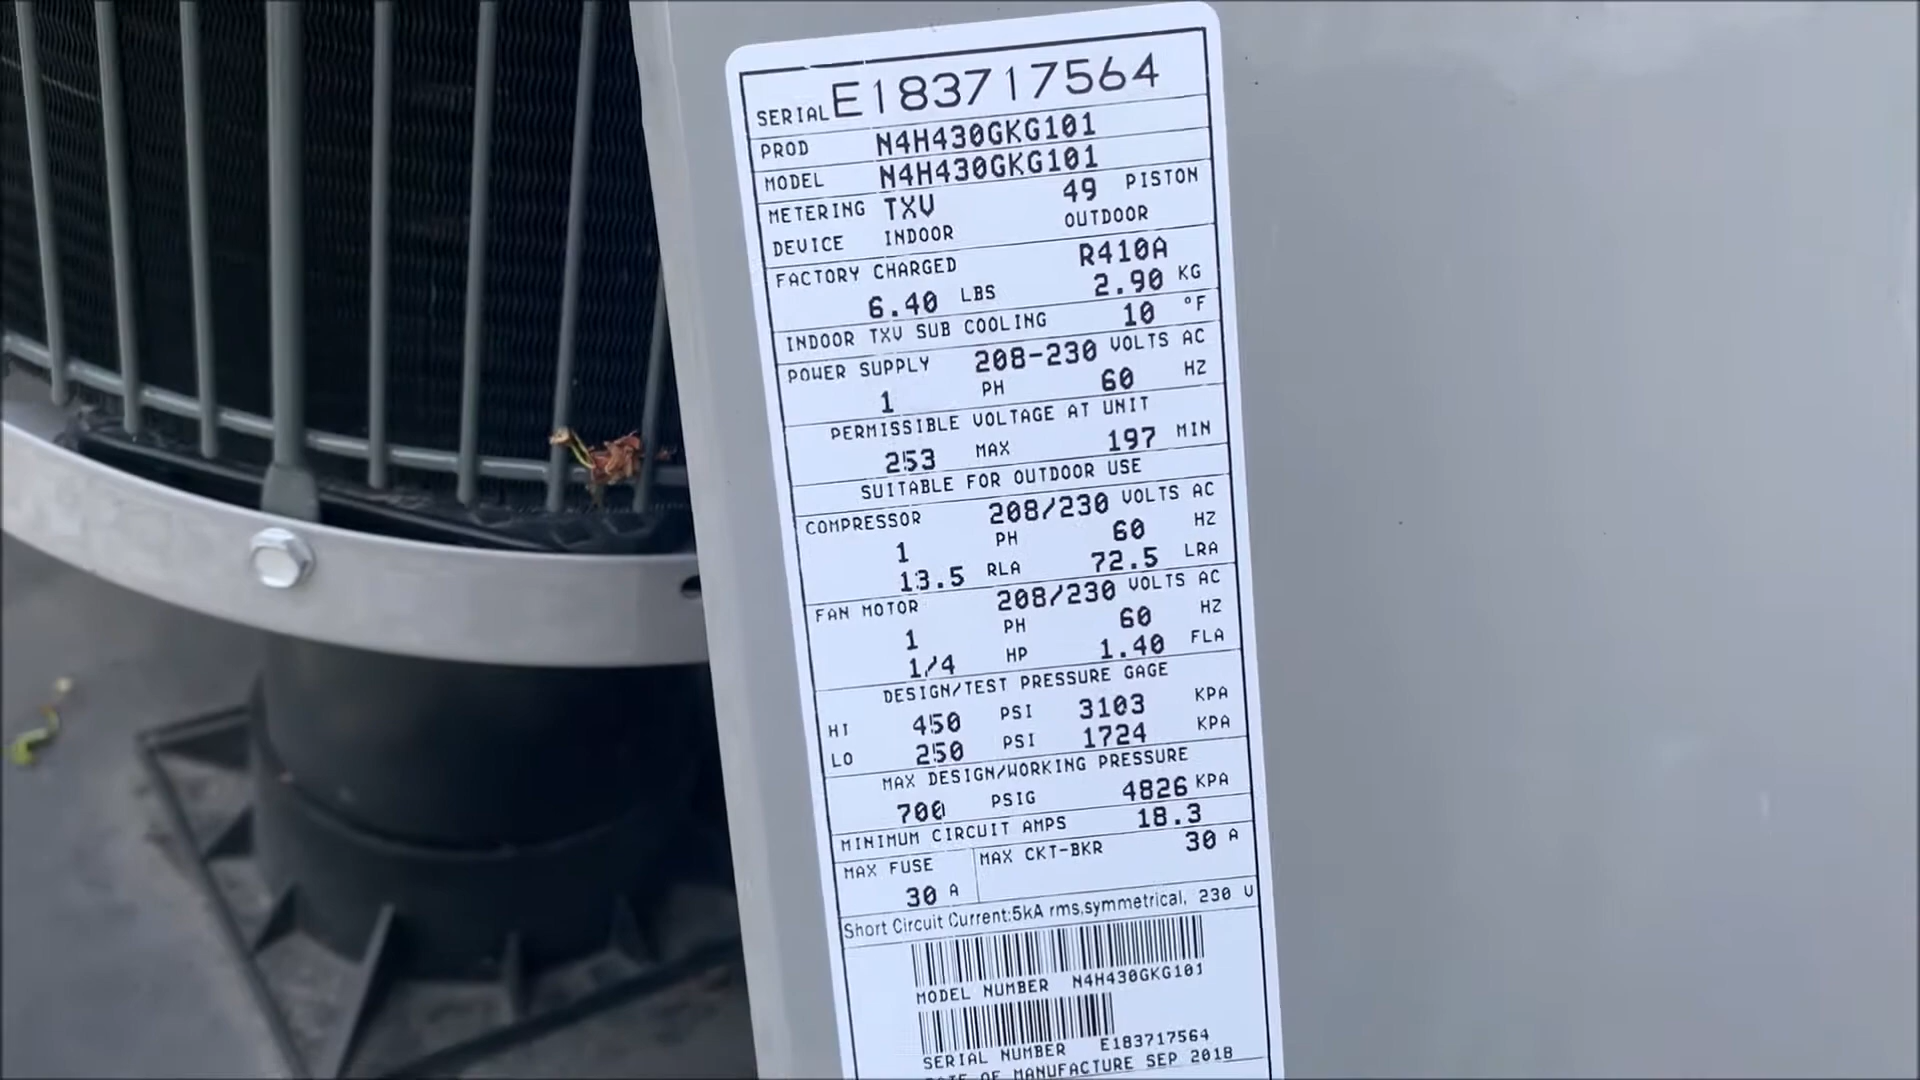 SERIAL E183717564
PROD N4H430GKG101
MODEL N4H430GKG101
METERING TXV 49 PISTON
DEVICE INDOOR OUTDOOR
FACTORY CHARGED R410A
6.40 LBS 2.90 KG
INDOOR TXV SUB COOLING 10 °F
POWER SUPPLY 208-230 VOLTS AC
1 PH 60 HZ
PERMISSIBLE VOLTAGE AT UNIT
253 MAX 197 MIN
SUITABLE FOR OUTDOOR USE
COMPRESSOR 208/230 VOLTS AC
1 PH 60 HZ
13.5 RLA 72.5 LRA
FAN MOTOR 208/230 VOLTS AC
1 PH 60 HZ
1/4 HP 1.40 FLA
DESIGN/TEST PRESSURE GAGE
HI 450 PSI 3103 KPA
LO 250 PSI 1724 KPA
MAX DESIGN/WORKING PRESSURE
700 PSIG 4826 KPA
MINIMUM CIRCUIT AMPS 18.3
MAX FUSE MAX CKT-BKR 30 A
30 A
Short Circuit Current:5kA rms,symmetrical, 230 V
MODEL NUMBER N4H430GKG101
SERIAL NUMBER E183717564
DATE OF MANUFACTURE SEP 2018